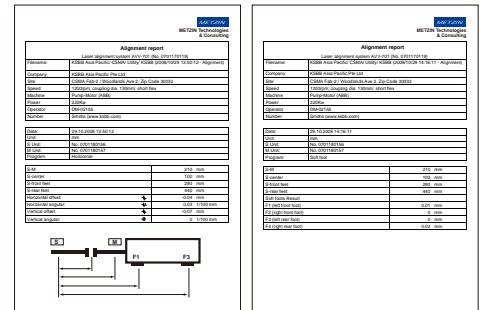 METZIN
METZIN Technologies
& Consulting
Alignment report
Laser alignment system AVV-701 (No. 0701170119)
Filename: KSBB Asia Pacific/ CSMA/ Utility/ KSBB (2008/10/29 13:50:12 - Alignment)
Company KSBB Asia Pacific Pte Ltd
Site CSMA Fab-2 / Woodlands Ave 2, Zip Code 30032
Speed 1200rpm; coupling dia. 130mm; short flex
Machine Pump-Motor (ABB)
Power 220Kw
Operator DM-02155
Number Smiths (www.ksbb.com)
Date: 29.10.2008 13:50:12
Unit: mm
S Unit: No. 0701180156
M Unit: No. 0701180157
Program: Horizontal
S-M 210 mm
S-center 100 mm
S-front feet 290 mm
S-rear feet 440 mm
Horizontal offset: -0.04 mm
Horizontal angular: 0.03 1/100 mm
Vertical offset: -0.07 mm
Vertical angular: 0 1/100 mm
S M
F1 F3
METZIN
METZIN Technologies
& Consulting
Alignment report
Laser alignment system AVV-701 (No. 0701170119)
Filename: KSBB Asia Pacific/ CSMA/ Utility/ KSBB (2008/10/29 14:16:11 - Alignment)
Company KSBB Asia Pacific Pte Ltd
Site CSMA Fab-2 / Woodlands Ave 2, Zip Code 30032
Speed 1200rpm; coupling dia. 130mm; short flex
Machine Pump-Motor (ABB)
Power 220Kw
Operator DM-02155
Number Smiths (www.ksbb.com)
Date: 29.10.2008 14:16:11
Unit: mm
S Unit: No. 0701180156
M Unit: No. 0701180157
Program: Soft foot
S-M 210 mm
S-center 100 mm
S-front feet 290 mm
S-rear feet 440 mm
Soft foots Result
F1 (left front foot) 0.01 mm
F2 (right front foot) 0 mm
F3 (left rear foot) 0 mm
F4 (right rear foot) 0.02 mm